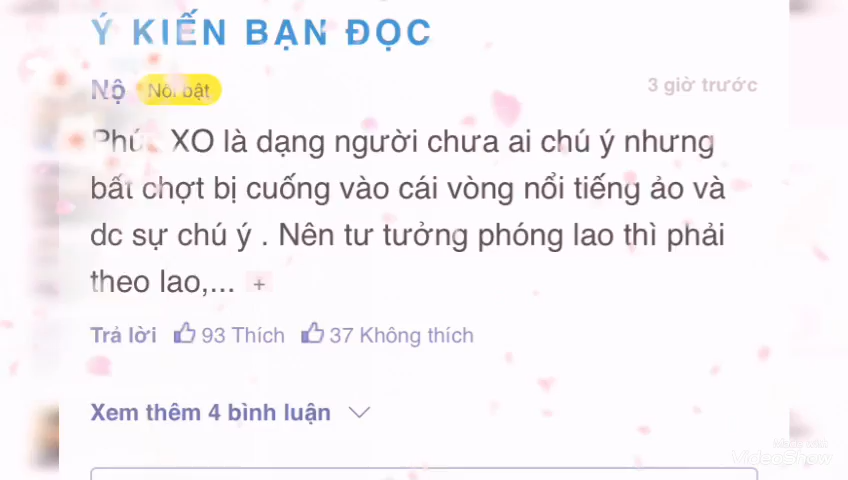 Ý KIẾN BẠN ĐỌC
Nộ Nổi bật 3 giờ trước
XO là dạng người chưa ai chú ý nhưng
bất chợt bị cuống vào cái vòng nổi tiếng ảo và
dc sự chú ý . Nên tư tưởng phóng lao thì phải
theo lao,... +
Trả lời 93 Thích 37 Không thích
Xem thêm 4 bình luận
VideoShow